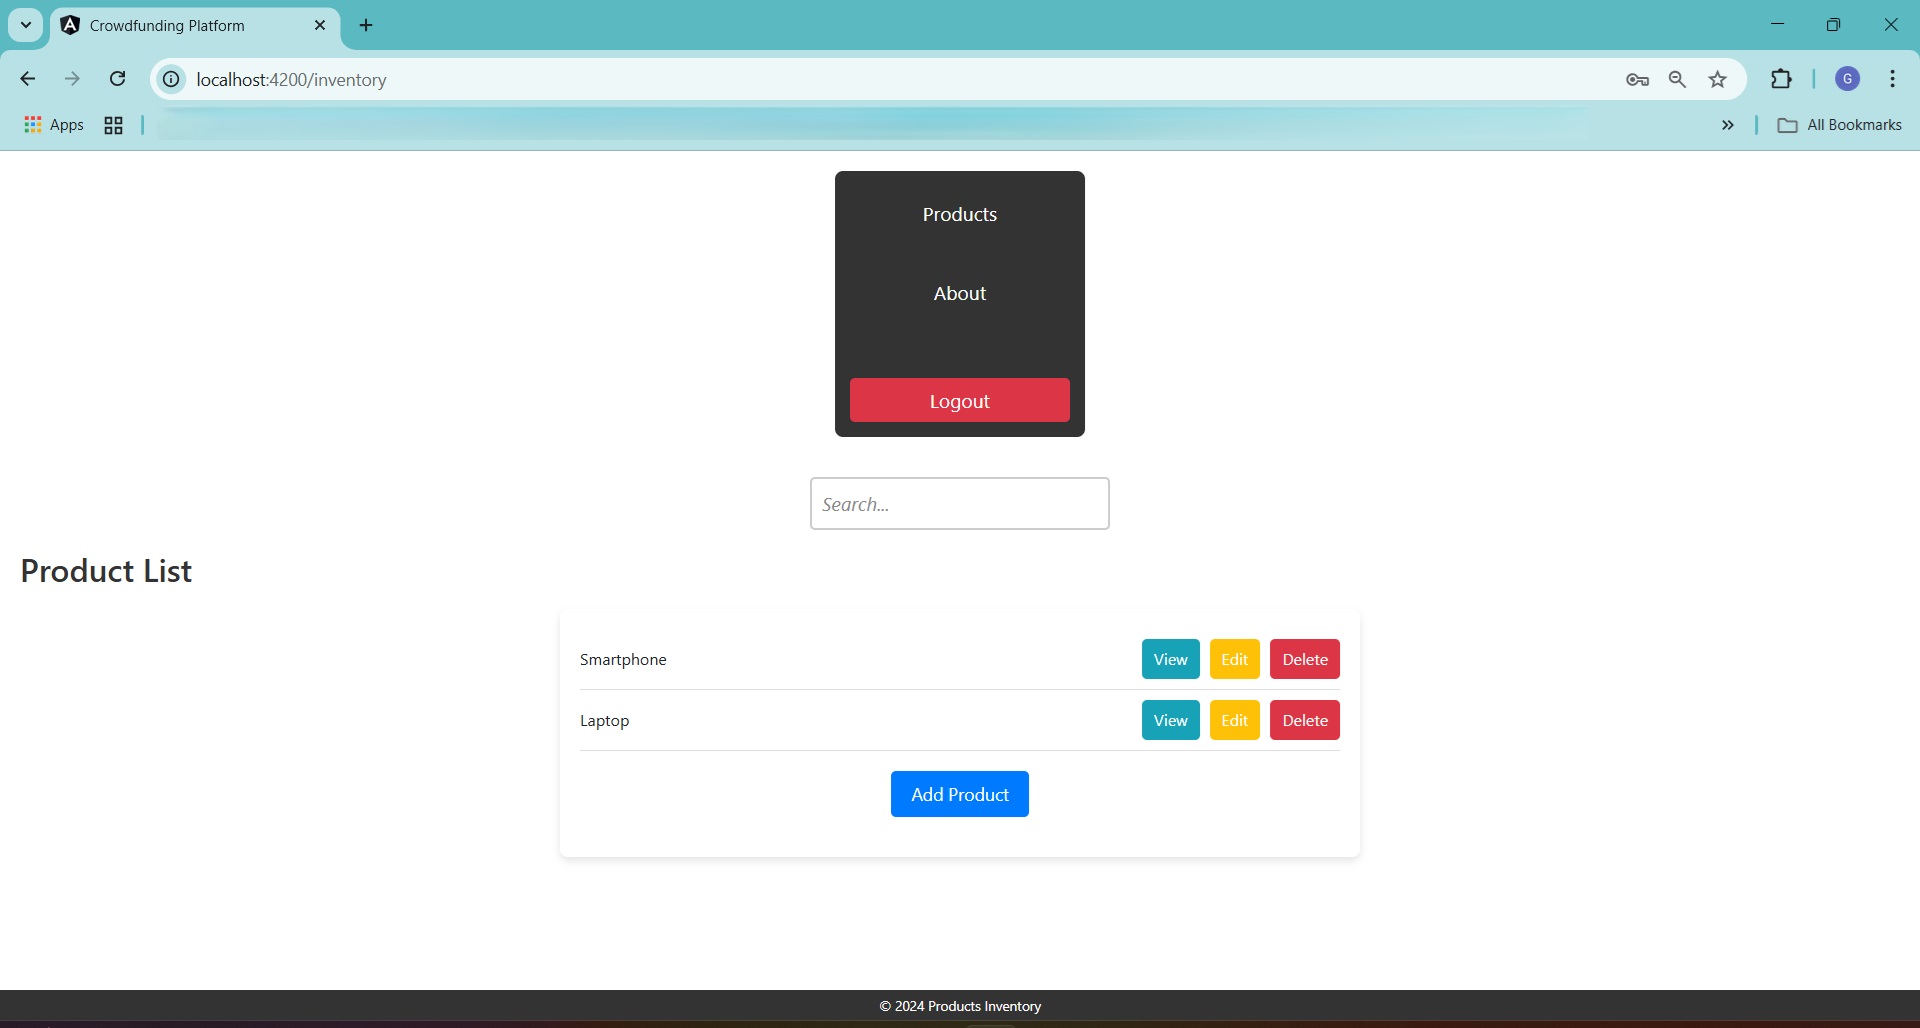 Crowdfunding Platform
localhost:4200/inventory
G
Apps
All Bookmarks
Products
About
Logout
Search...
Product List
Smartphone View Edit Delete
Laptop View Edit Delete
Add Product
© 2024 Products Inventory